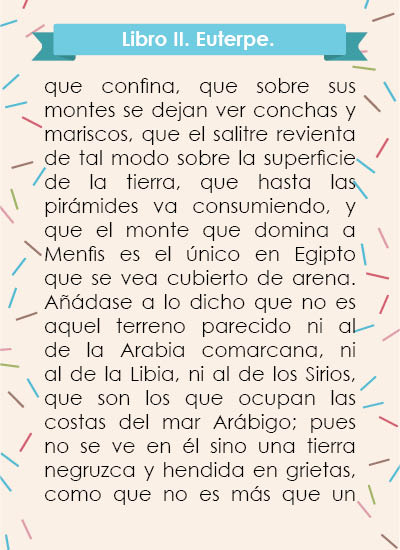 Libro II. Euterpe.
que confina, que sobre sus
montes se dejan ver conchas y
mariscos, que el salitre revienta
de tal modo sobre la superficie
de la tierra, que hasta las
pirámides va consumiendo, y
que el monte que domina a
Menfis es el único en Egipto
que se vea cubierto de arena.
Añádase a lo dicho que no es
aquel terreno parecido ni al
de la Arabia comarcana, ni
al de la Libia, ni al de los Sirios,
que son los que ocupan las
costas del mar Arábigo; pues
no se ve en él sino una tierra
negruzca y hendida en grietas,
como que no es más que un